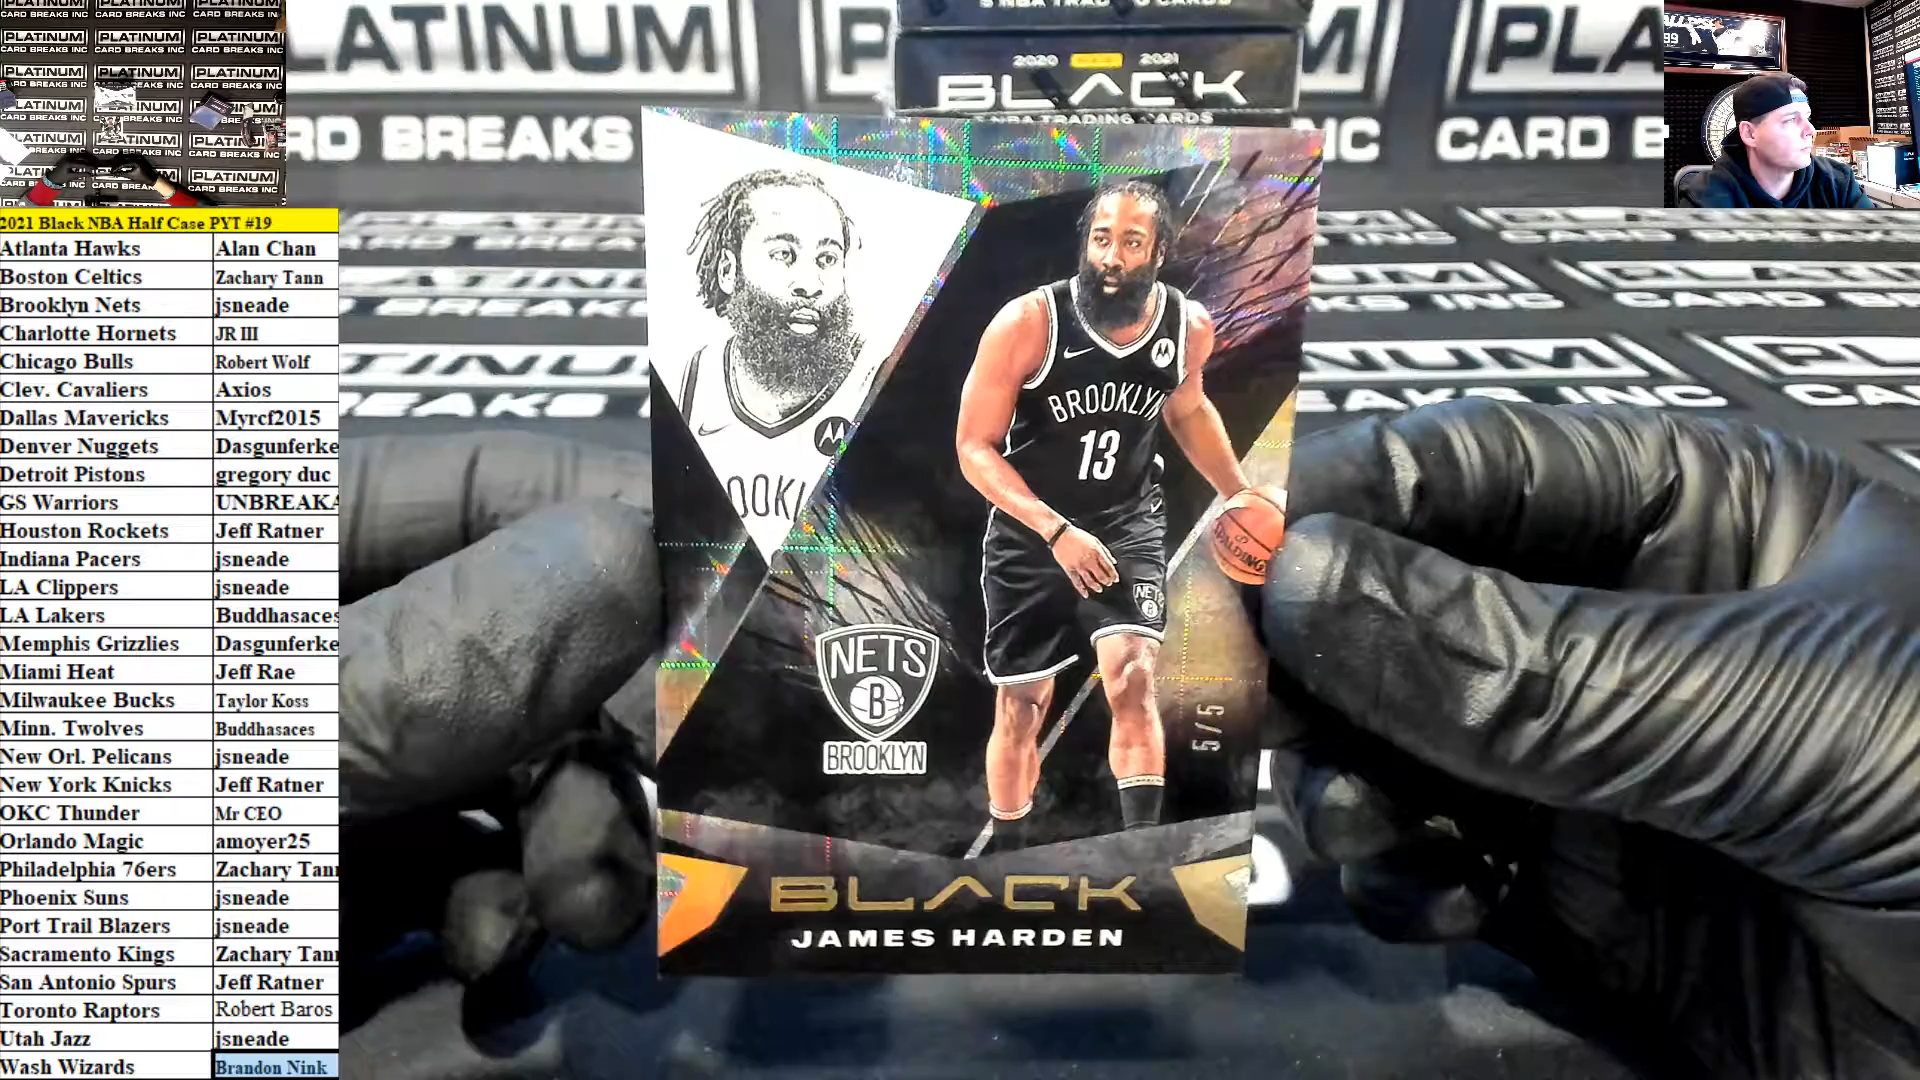 2021 Black NBA Half Case PYT #19
Atlanta Hawks Alan Chan
Boston Celtics Zachary Tann
Brooklyn Nets jsneade
Charlotte Hornets JR III
Chicago Bulls Robert Wolf
Clev. Cavaliers Axios
Dallas Mavericks Myrcf2015
Denver Nuggets Dasgunferke
Detroit Pistons gregory duc
GS Warriors UNBREAKA
Houston Rockets Jeff Ratner
Indiana Pacers jsneade
LA Clippers jsneade
LA Lakers Buddhasaces
Memphis Grizzlies Dasgunferke
Miami Heat Jeff Rae
Milwaukee Bucks Taylor Koss
Minn. Twolves Buddhasaces
New Orl. Pelicans jsneade
New York Knicks Jeff Ratner
OKC Thunder Mr CEO
Orlando Magic amoyer25
Philadelphia 76ers Zachary Tann
Phoenix Suns jsneade
Port Trail Blazers jsneade
Sacramento Kings Zachary Tann
San Antonio Spurs Jeff Ratner
Toronto Raptors Robert Baros
Utah Jazz jsneade
Wash Wizards Brandon Nink
PLATINUM
CARD BREAKS INC
2020 2021
BLACK
NBA TRADING CARDS
BROOKLYN
13
SPALDING
NETS
B
BROOKLYN
5/5
BLACK
JAMES HARDEN